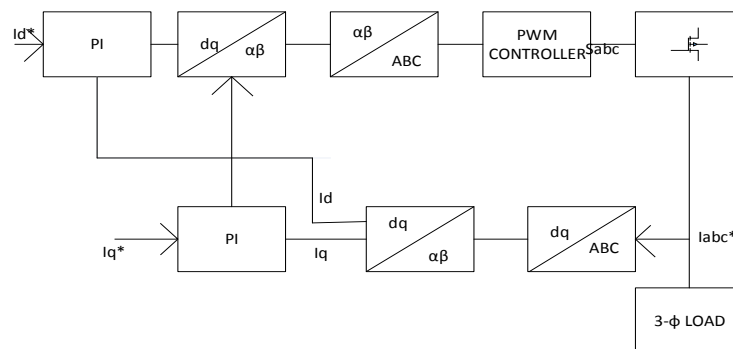 Id*
PI
dq
αβ
αβ
ABC
PWM
CONTROLLER
Sabc
Id
Iq*
PI
Iq
dq
αβ
dq
ABC
Iabc*
3-ϕ LOAD